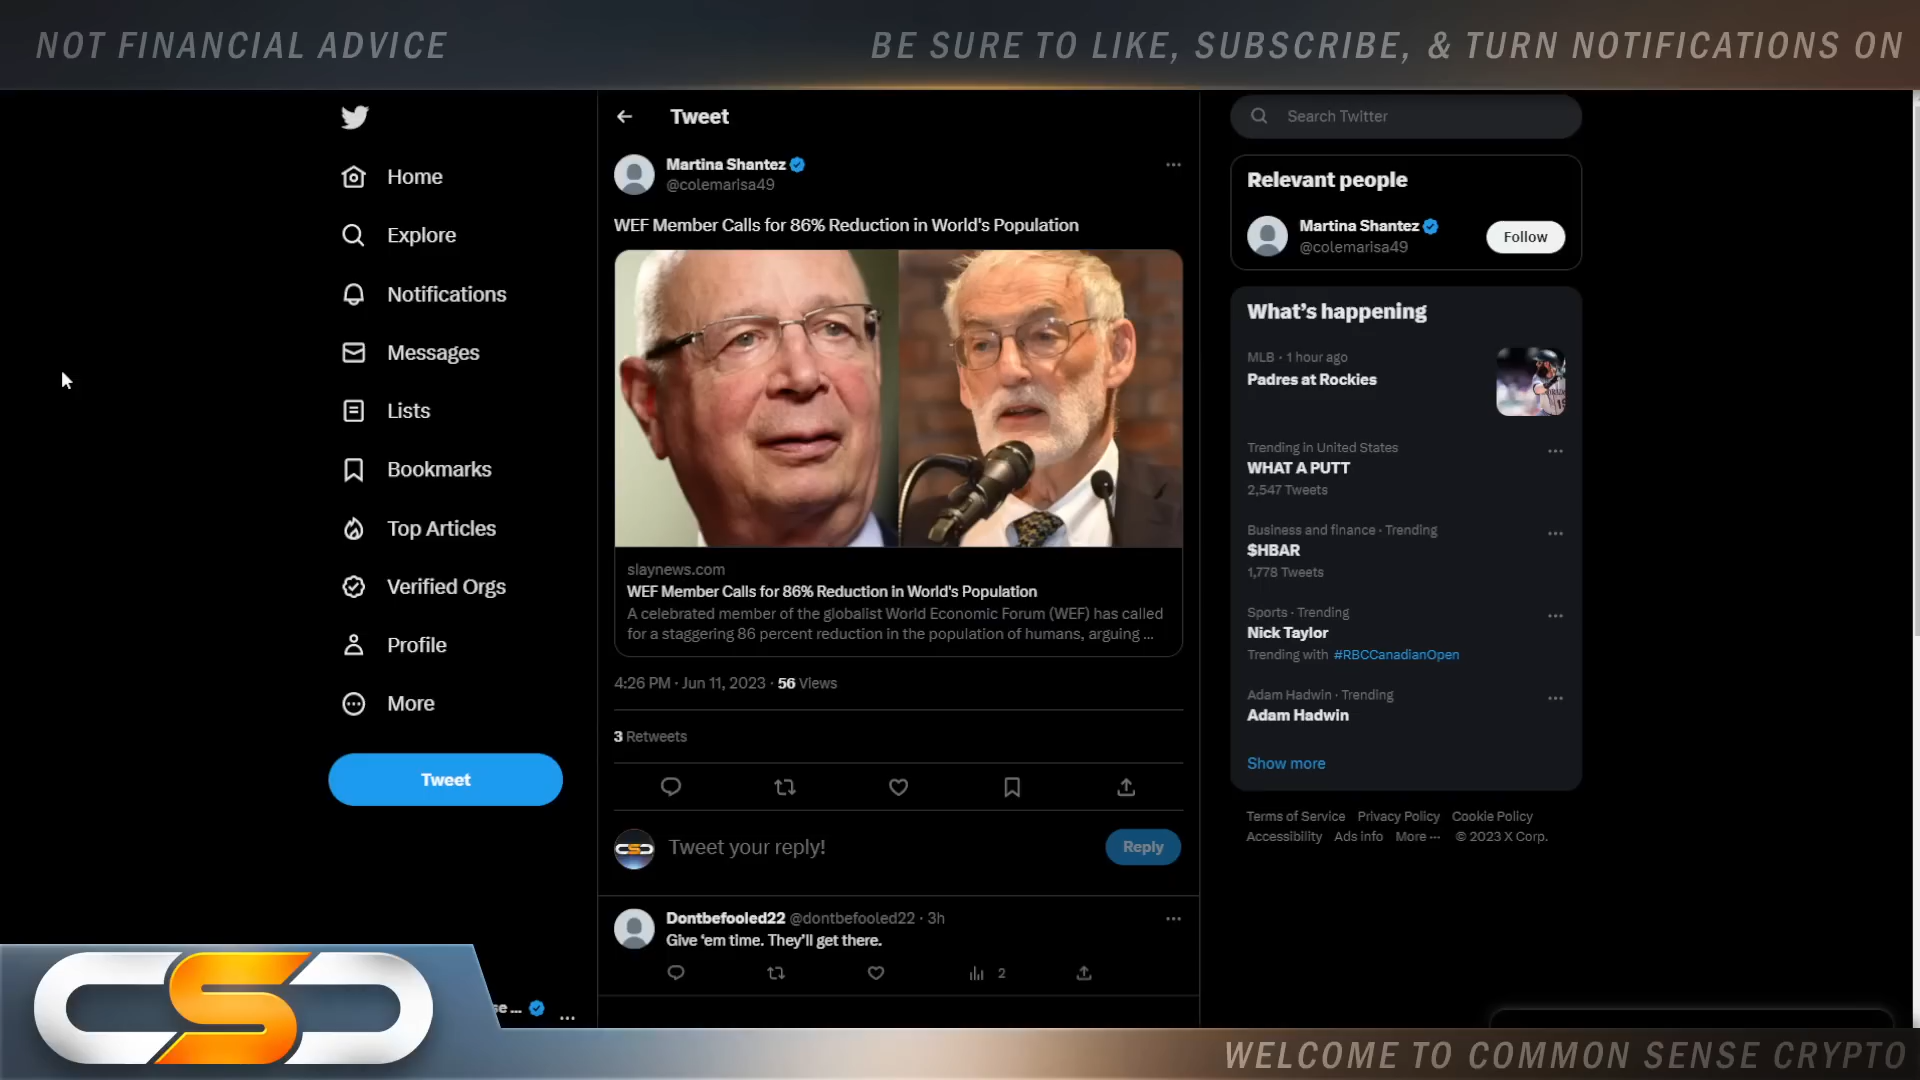 NOT FINANCIAL ADVICE
BE SURE TO LIKE, SUBSCRIBE, & TURN NOTIFICATIONS ON
Home
Explore
Notifications
Messages
Lists
Bookmarks
Top Articles
Verified Orgs
Profile
More
Tweet
se ...
Tweet
Martina Shantez
@colemarisa49
WEF Member Calls for 86% Reduction in World's Population
slaynews.com
WEF Member Calls for 86% Reduction in World's Population
A celebrated member of the globalist World Economic Forum (WEF) has called
for a staggering 86 percent reduction in the population of humans, arguing ...
4:26 PM · Jun 11, 2023 · 56 Views
3 Retweets
Tweet your reply!
Reply
Dontbefooled22 @dontbefooled22 · 3h
Give ‘em time. They’ll get there.
2
Search Twitter
Relevant people
Martina Shantez
@colemarisa49
Follow
What’s happening
MLB · 1 hour ago
Padres at Rockies
Trending in United States
WHAT A PUTT
2,547 Tweets
Business and finance · Trending
$HBAR
1,778 Tweets
Sports · Trending
Nick Taylor
Trending with #RBCCanadianOpen
Adam Hadwin · Trending
Adam Hadwin
Show more
Terms of Service Privacy Policy Cookie Policy
Accessibility Ads info More ··· © 2023 X Corp.
CSC
WELCOME TO COMMON SENSE CRYPTO